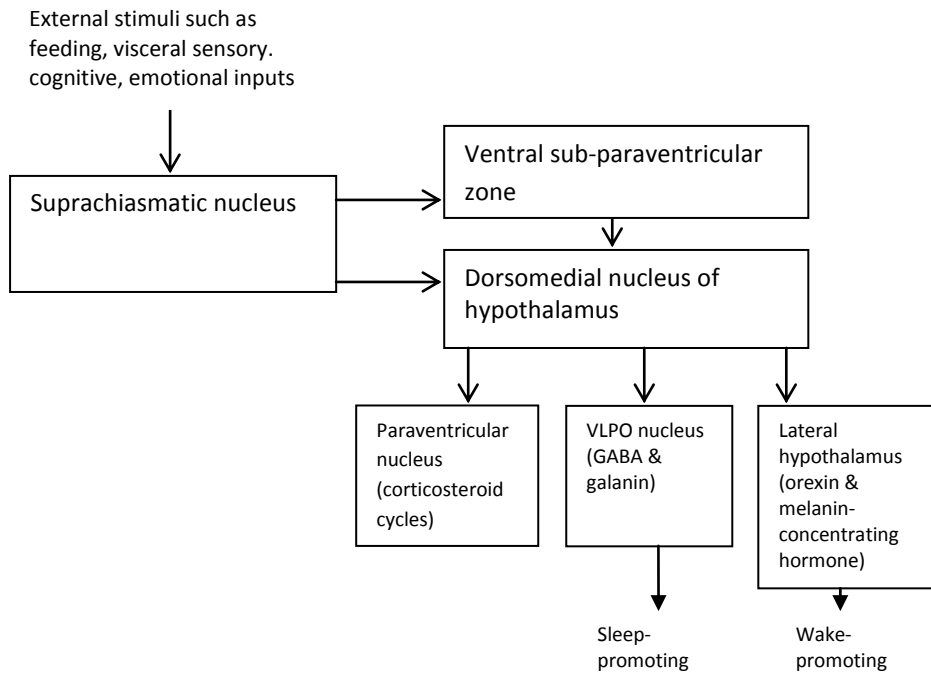 External stimuli such as
feeding, visceral sensory.
cognitive, emotional inputs
Suprachiasmatic nucleus
Ventral sub-paraventricular
zone
Dorsomedial nucleus of
hypothalamus
Paraventricular
nucleus
(corticosteroid
cycles)
VLPO nucleus
(GABA &
galanin)
Lateral
hypothalamus
(orexin &
melanin-
concentrating
hormone)
Sleep-
promoting
Wake-
promoting